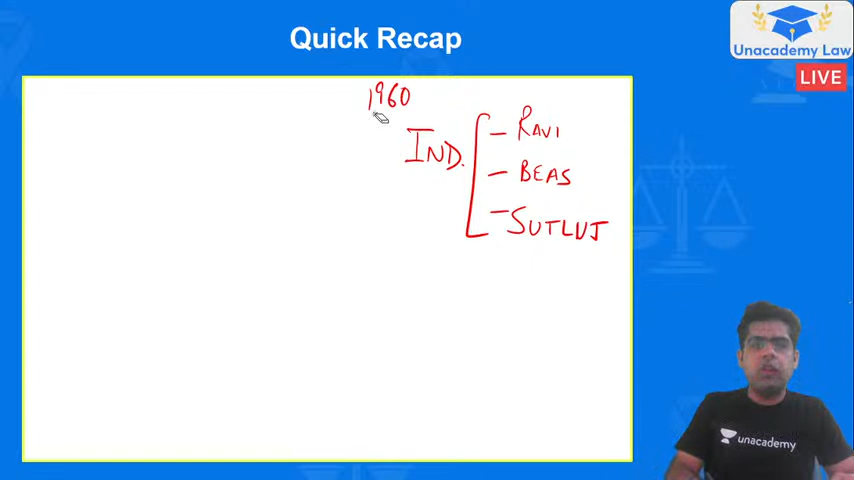 Quick Recap
Unacademy Law
LIVE
1960
IND.
- RAVI
- BEAS
- SUTLUJ
unacademy